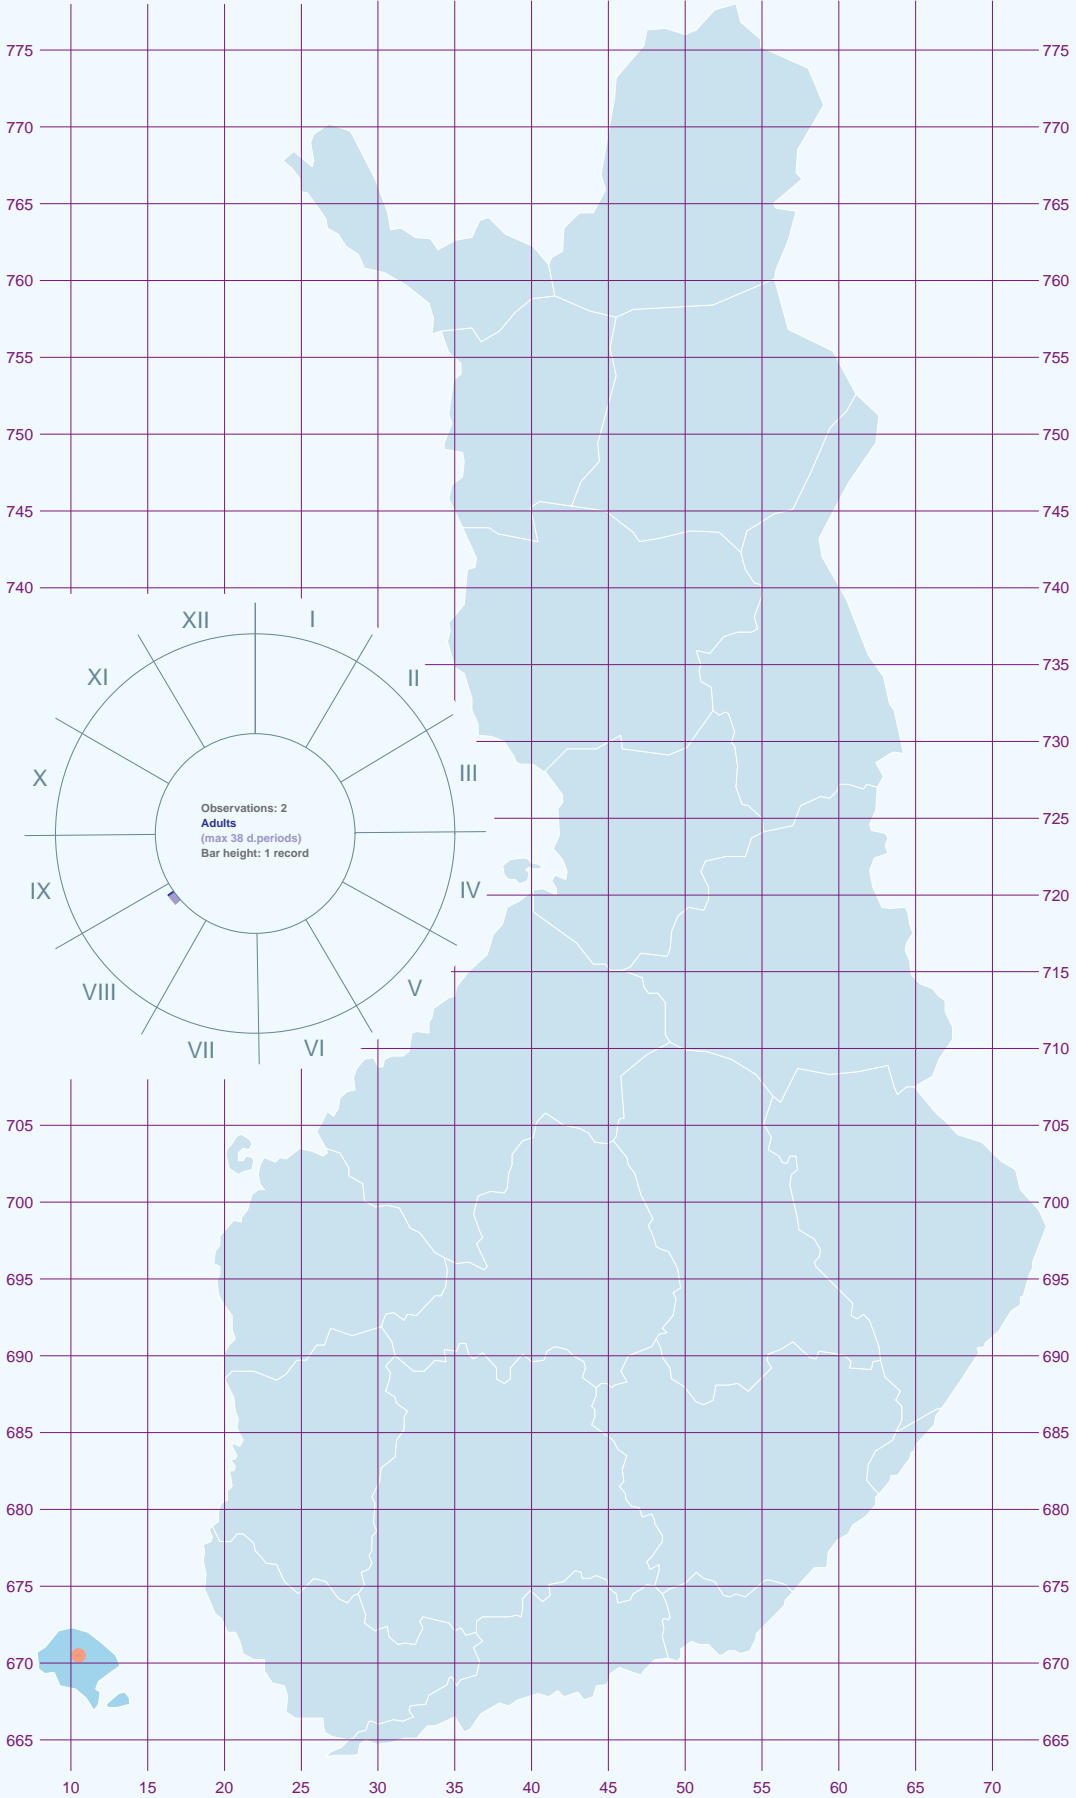 775 775
770 770
765 765
760 760
755 755
750 750
745 745
740 740
XII I
735
XI II
730
X III
Observations: 2
725
Adults
(max 38 d.periods)
Bar height: 1 record
IX IV
720
715
VIII V
VII VI
710
705 705
700 700
695 695
690 690
685 685
680 680
675 675
670 670
665 665
10 15 20 25 30 35 40 45 50 55 60 65 70